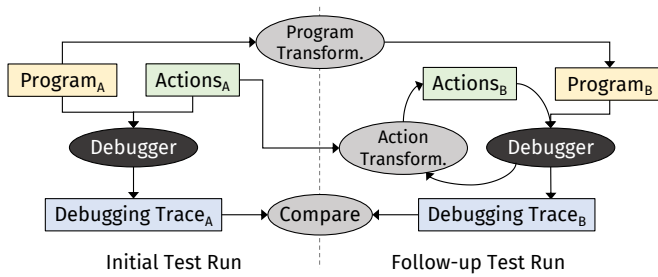 Program
Transform.
Program_A
Actions_A
Actions_B
Program_B
Debugger
Action
Transform.
Debugger
Debugging Trace_A
Compare
Debugging Trace_B
Initial Test Run
Follow-up Test Run